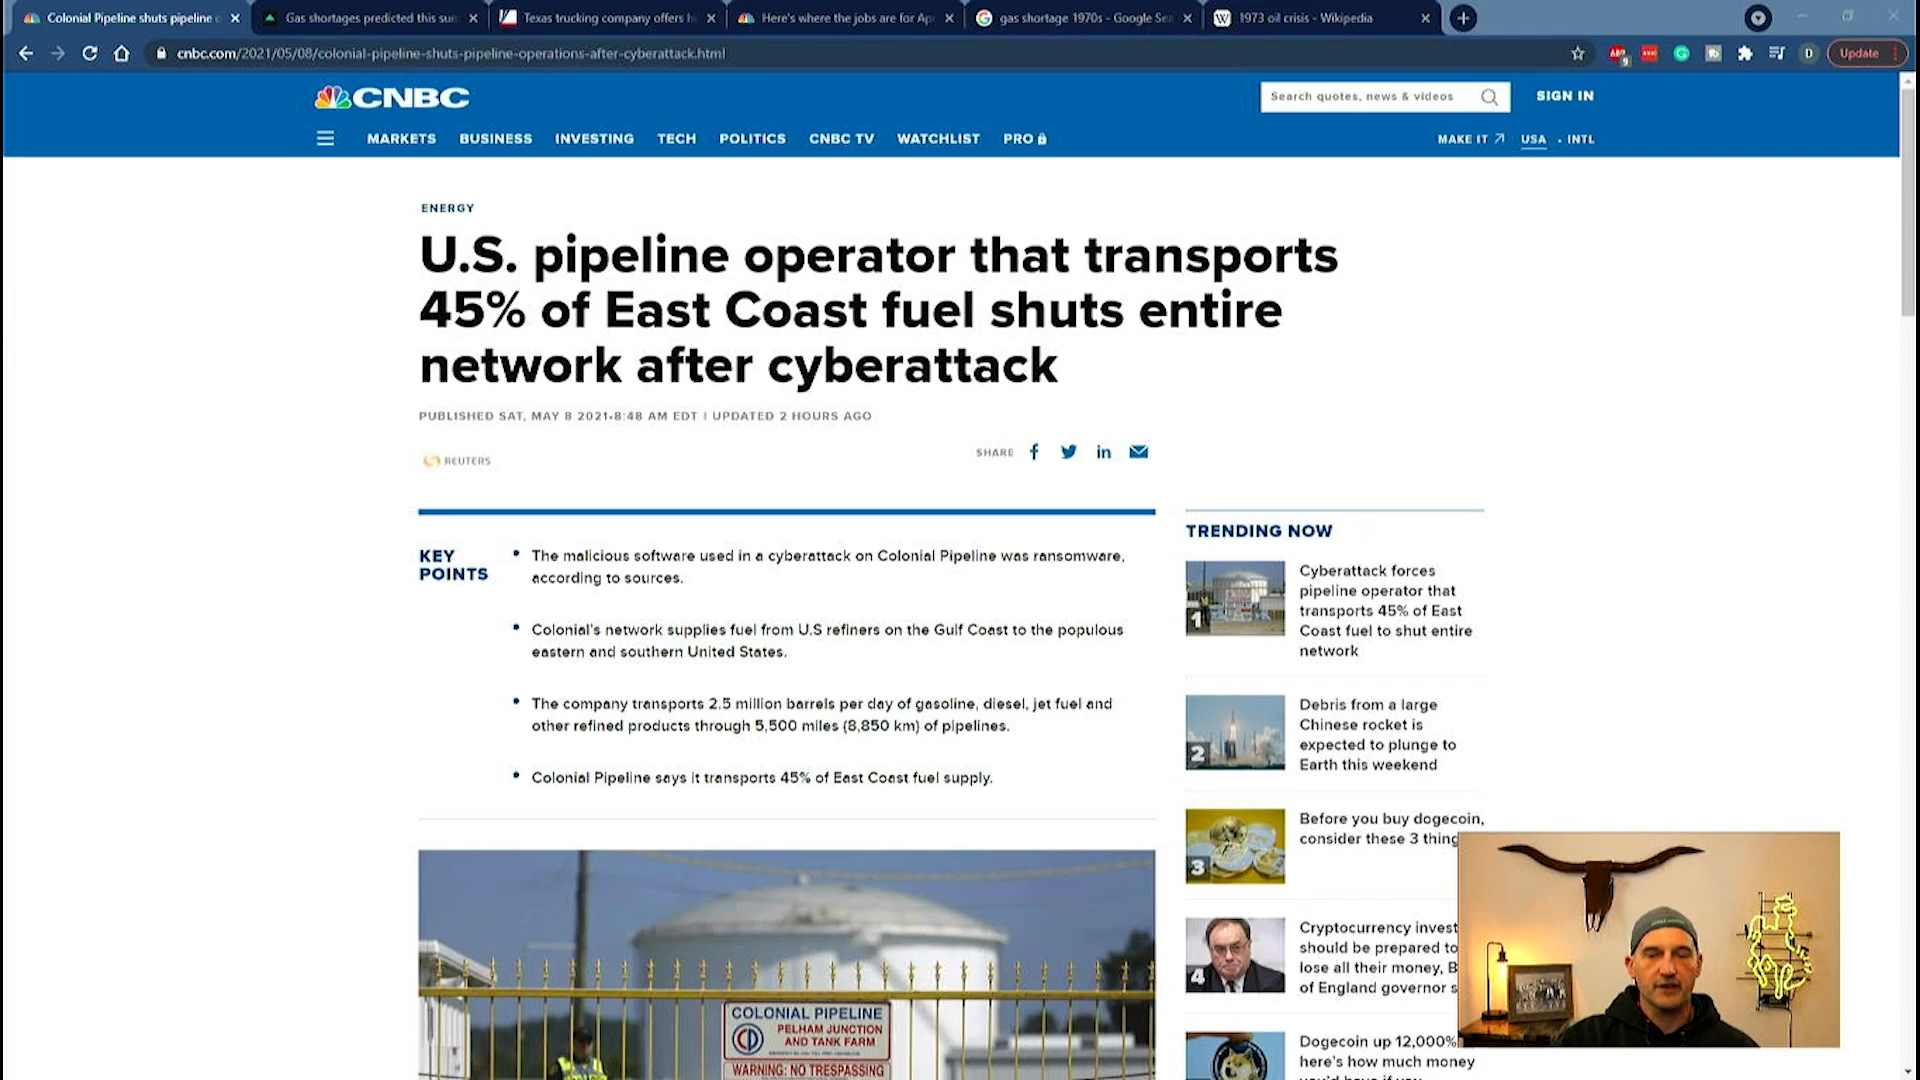 Colonial Pipeline shuts pipeline
Gas shortages predicted this sum
Texas trucking company offers
Here's where the jobs are for Ap
gas shortage 1970s - Google Sea
1973 oil crisis - Wikipedia
cnbc.com/2021/05/08/colonial-pipeline-shuts-pipeline-operations-after-cyberattack.html
ABP
9
D
Update
CNBC
Search quotes, news & videos
SIGN IN
MARKETS BUSINESS INVESTING TECH POLITICS CNBC TV WATCHLIST PRO
MAKE IT USA · INTL
ENERGY
U.S. pipeline operator that transports
45% of East Coast fuel shuts entire
network after cyberattack
PUBLISHED SAT, MAY 8 2021•8:48 AM EDT | UPDATED 2 HOURS AGO
REUTERS
SHARE
KEY
POINTS
• The malicious software used in a cyberattack on Colonial Pipeline was ransomware,
according to sources.
• Colonial's network supplies fuel from U.S refiners on the Gulf Coast to the populous
eastern and southern United States.
• The company transports 2.5 million barrels per day of gasoline, diesel, jet fuel and
other refined products through 5,500 miles (8,850 km) of pipelines.
• Colonial Pipeline says it transports 45% of East Coast fuel supply.
COLONIAL PIPELINE
PELHAM JUNCTION
AND TANK FARM
WARNING: NO TRESPASSING
TRENDING NOW
1
Cyberattack forces
pipeline operator that
transports 45% of East
Coast fuel to shut entire
network
2
Debris from a large
Chinese rocket is
expected to plunge to
Earth this weekend
3
Before you buy dogecoin,
consider these 3 thing
4
Cryptocurrency invest
should be prepared to
lose all their money, B
of England governor s
Dogecoin up 12,000%
here's how much money
you'd have if you